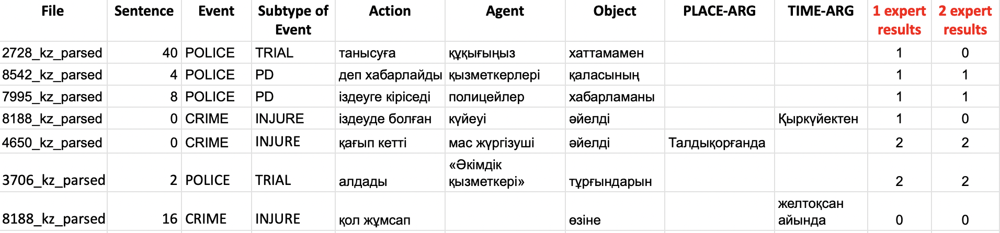 File Sentence Event Subtype of Event Action Agent Object PLACE-ARG TIME-ARG 1 expert results 2 expert results
2728_kz_parsed 40 POLICE TRIAL танысуға құқығыңыз хаттамамен 1 0
8542_kz_parsed 4 POLICE PD деп хабарлайды қызметкерлері қаласының 1 1
7995_kz_parsed 8 POLICE PD іздеуге кіріседі полицейлер хабарламаны 1 1
8188_kz_parsed 0 CRIME INJURE іздеуде болған күйеуі әйелді Қыркүйектен 1 0
4650_kz_parsed 0 CRIME INJURE қағып кетті мас жүргізуші әйелді Талдықорғанда 2 2
3706_kz_parsed 2 POLICE TRIAL алдады «Әкімдік қызметкері» тұрғындарын 2 2
8188_kz_parsed 16 CRIME INJURE қол жұмсап өзіне желтоқсан айында 0 0